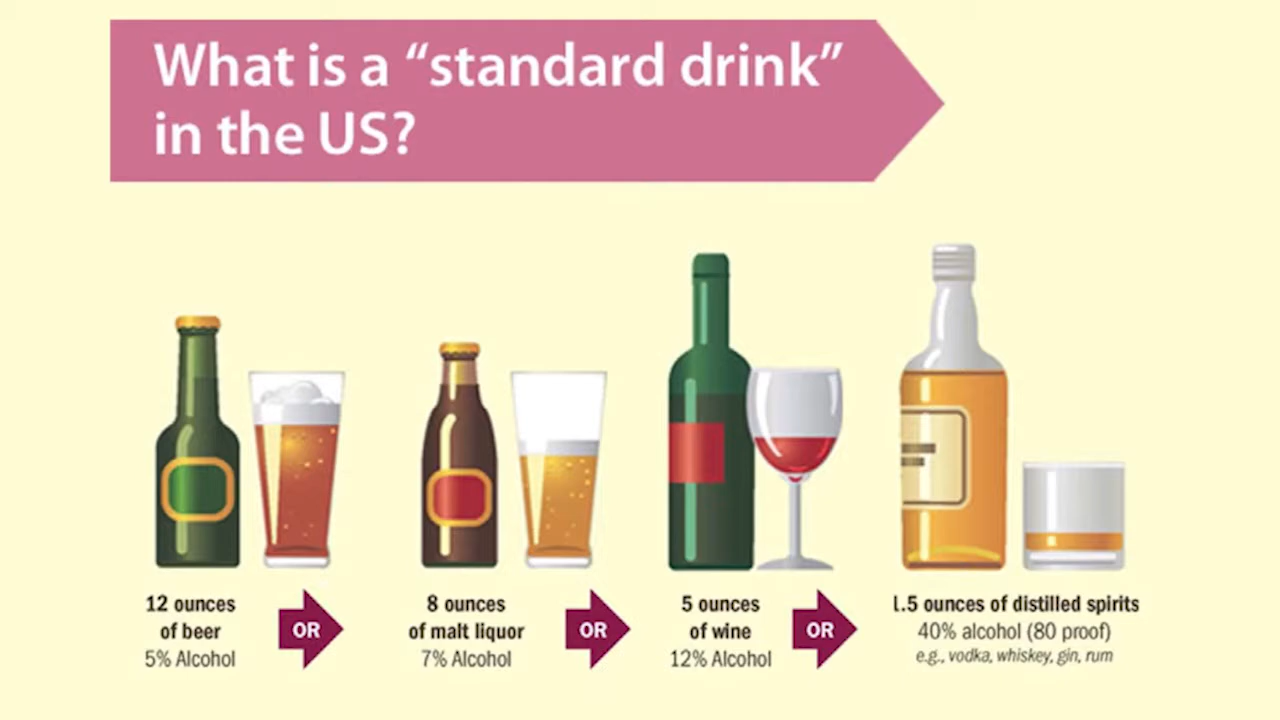 What is a “standard drink”
in the US?
12 ounces
of beer
5% Alcohol
OR
8 ounces
of malt liquor
7% Alcohol
OR
5 ounces
of wine
12% Alcohol
OR
1.5 ounces of distilled spirits
40% alcohol (80 proof)
e.g., vodka, whiskey, gin, rum